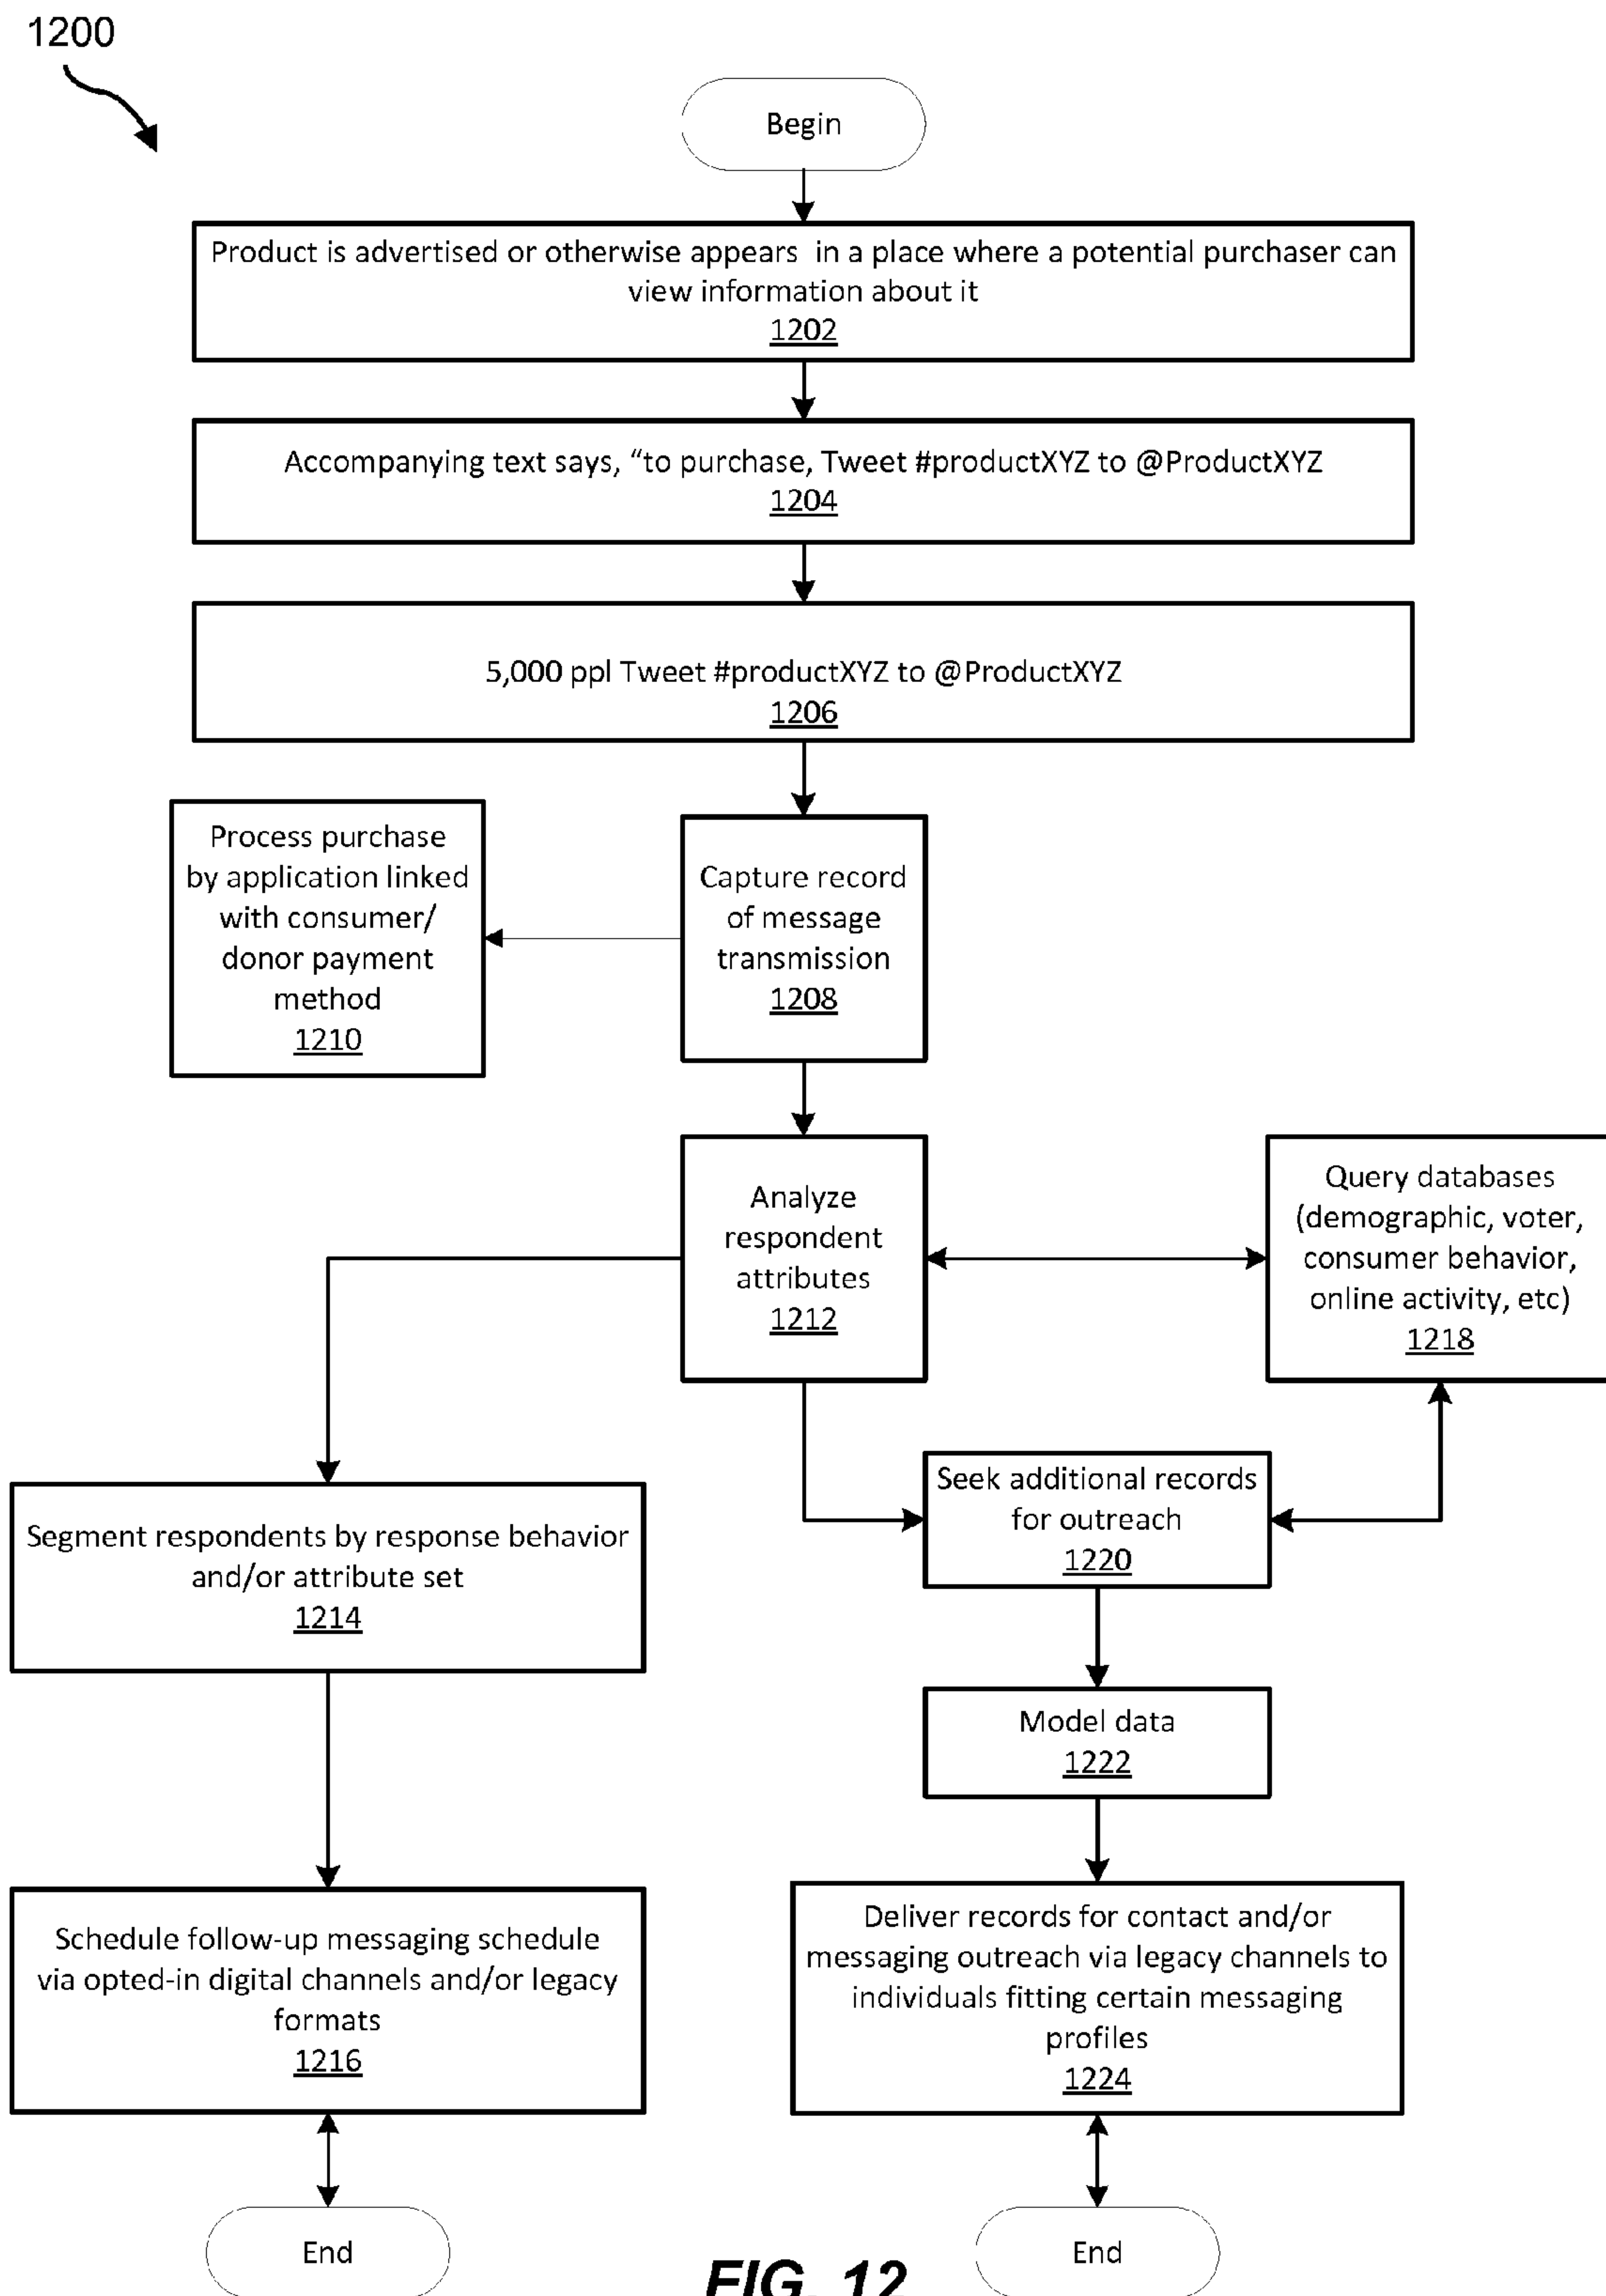 1200
Begin
Product is advertised or otherwise appears in a place where a potential purchaser can
view information about it
1202
Accompanying text says, “to purchase, Tweet #productXYZ to @ProductXYZ
1204
5,000 ppl Tweet #productXYZ to @ProductXYZ
1206
Process purchase
by application linked
with consumer/
donor payment
method
1210
Capture record
of message
transmission
1208
Analyze
respondent
attributes
1212
Query databases
(demographic, voter,
consumer behavior,
online activity, etc)
1218
Seek additional records
for outreach
1220
Segment respondents by response behavior
and/or attribute set
1214
Model data
1222
Schedule follow-up messaging schedule
via opted-in digital channels and/or legacy
formats
1216
Deliver records for contact and/or
messaging outreach via legacy channels to
individuals fitting certain messaging
profiles
1224
End
End
FIG. 12